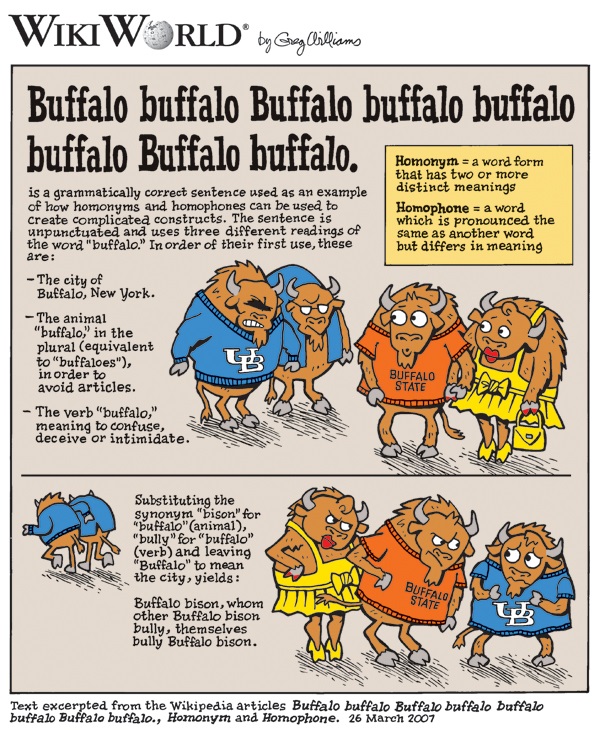 WIKIWORLD® by Greg Williams
Buffalo buffalo Buffalo buffalo buffalo
buffalo Buffalo buffalo.
is a grammatically correct sentence used as an example
of how homonyms and homophones can be used to
create complicated constructs. The sentence is
unpunctuated and uses three different readings of
the word "buffalo." In order of their first use, these
are:
– The city of
Buffalo, New York.
– The animal
"buffalo," in the
plural (equivalent
to "buffaloes"),
in order to
avoid articles.
– The verb "buffalo,"
meaning to confuse,
deceive or intimidate.
Homonym = a word form
that has two or more
distinct meanings
Homophone = a word
which is pronounced the
same as another word
but differs in meaning
UB
BUFFALO
STATE
Substituting the
synonym "bison" for
"buffalo" (animal),
"bully" for "buffalo"
(verb) and leaving
"Buffalo" to mean
the city, yields:
Buffalo bison, whom
other Buffalo bison
bully, themselves
bully Buffalo bison.
BUFFALO
STATE
UB
Text excerpted from the Wikipedia articles Buffalo buffalo Buffalo buffalo buffalo
buffalo Buffalo buffalo., Homonym and Homophone. 26 March 2007